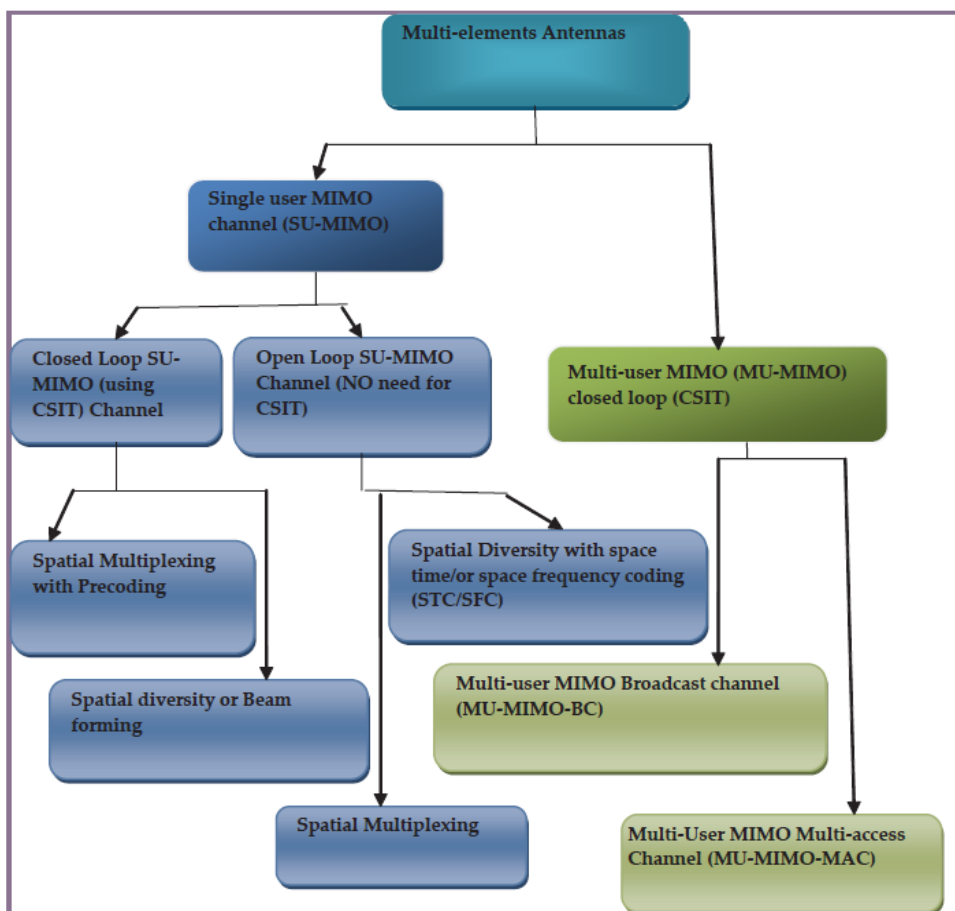 Multi-elements Antennas
Single user MIMO
channel (SU-MIMO)
Closed Loop SU-
MIMO (using
CSIT) Channel
Open Loop SU-MIMO
Channel (NO need for
CSIT)
Multi-user MIMO (MU-MIMO)
closed loop (CSIT)
Spatial Multiplexing
with Precoding
Spatial Diversity with space
time/or space frequency coding
(STC/SFC)
Spatial diversity or Beam
forming
Multi-user MIMO Broadcast channel
(MU-MIMO-BC)
Spatial Multiplexing
Multi-User MIMO Multi-access
Channel (MU-MIMO-MAC)